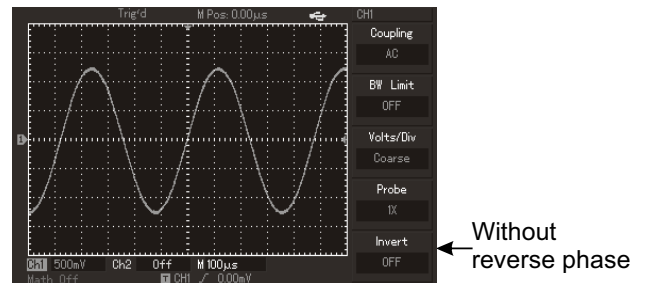 Trig'd M Pos: 0.00μs CH1
Coupling
AC
BW Limit
OFF
Volts/Div
Coarse
Probe
1X
Invert
OFF
Without
reverse phase
1
Ch1 500mV Ch2 Off M 100μs
Math Off T CH1 / 0.00mV